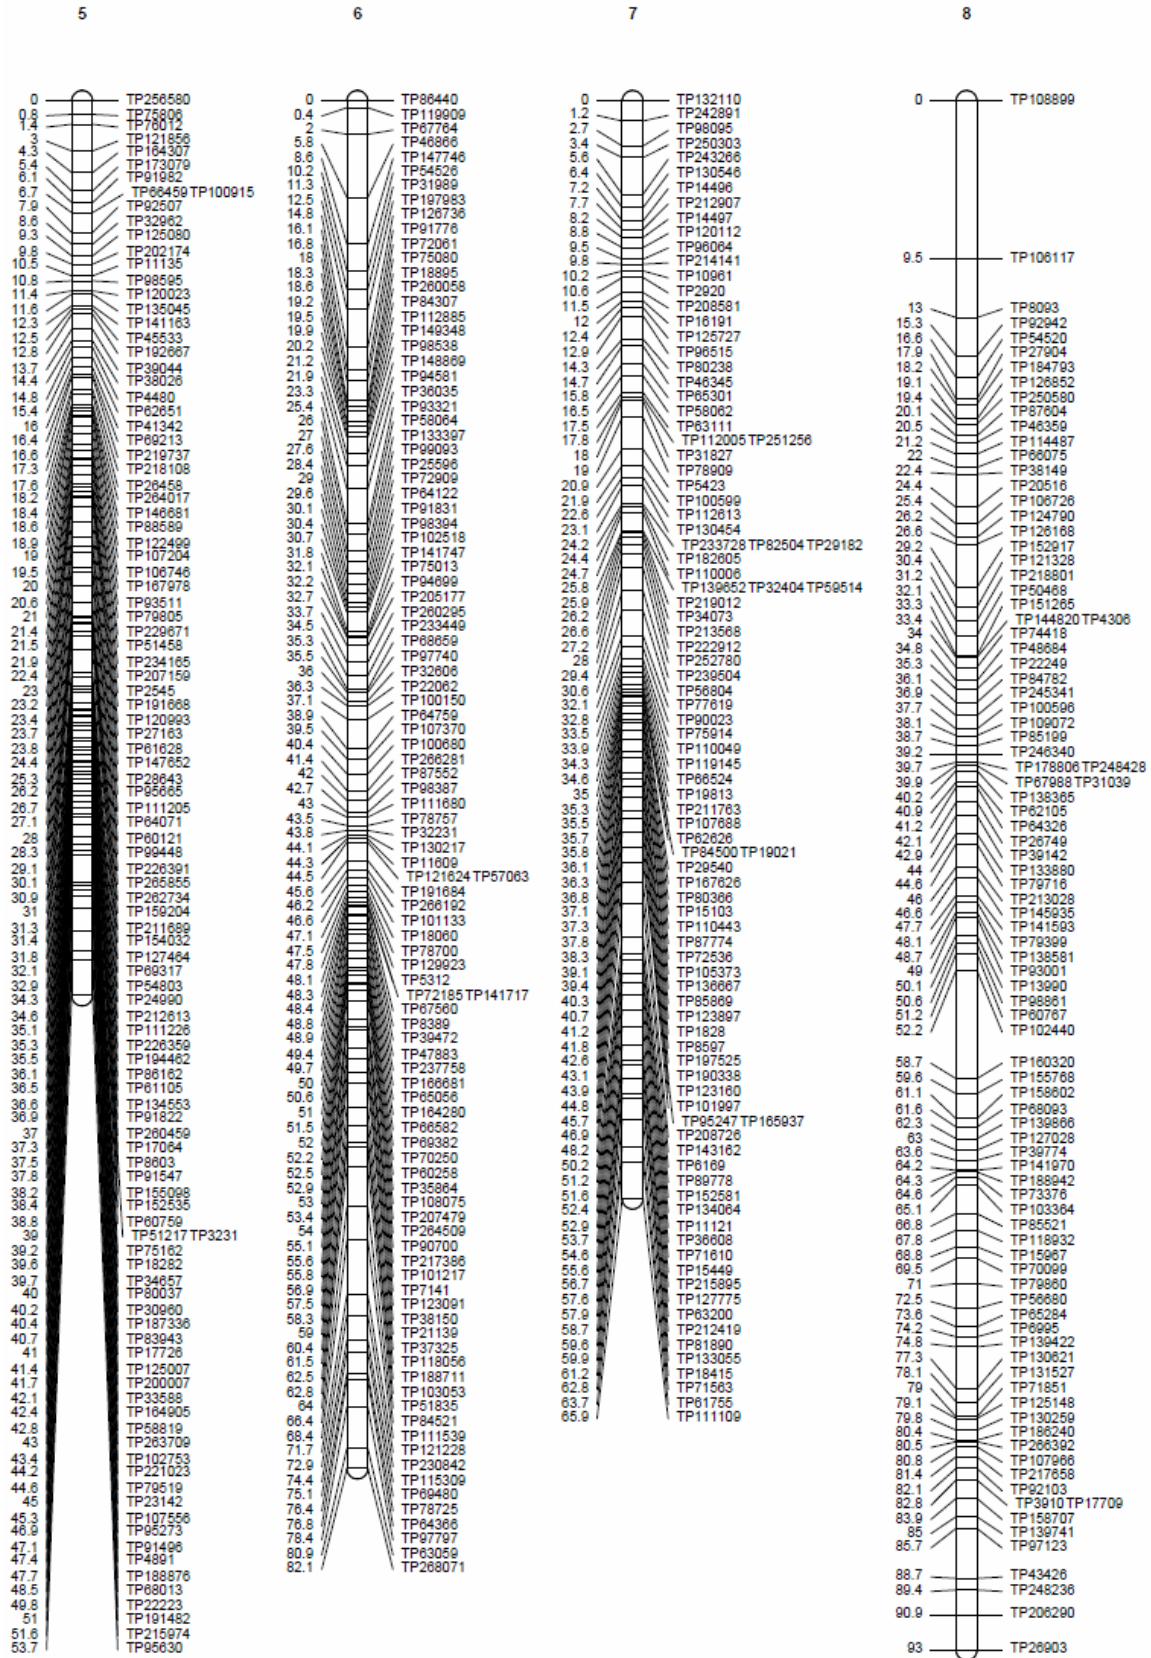 5
0 TP256580
0.8 TP75806
1.4 TP76012
3 TP121856
4.3 TP164307
5.4 TP173079
6.1 TP91982
6.7 TP66459 TP100915
7.9 TP92507
8.6 TP32962
9.3 TP125080
9.8 TP202174
10.5 TP11135
10.8 TP98595
11.4 TP120023
11.6 TP135045
12.3 TP141163
12.5 TP45533
12.8 TP192667
13.7 TP39044
14.4 TP38026
14.8 TP4480
15.4 TP62651
16 TP41342
16.4 TP69213
16.6 TP219737
17.3 TP218108
17.6 TP26458
18.2 TP264017
18.4 TP146681
18.6 TP88589
18.9 TP122499
19 TP107204
19.5 TP106746
20 TP167978
20.6 TP93511
21 TP79805
21.4 TP229671
21.5 TP51458
21.9 TP234165
22.4 TP207159
23 TP2545
23.2 TP191668
23.4 TP120993
23.7 TP27163
23.8 TP61628
24.4 TP147652
25.3 TP28643
26.2 TP95665
26.7 TP111205
27.1 TP64071
28 TP60121
28.3 TP99448
29.1 TP226391
30.1 TP265855
30.9 TP262734
31 TP159204
31.3 TP211689
31.4 TP154032
31.8 TP127464
32.1 TP69317
32.9 TP54803
34.3 TP24990
34.6 TP212613
35.1 TP111226
35.3 TP226359
35.5 TP194462
36.1 TP86162
36.5 TP61105
36.6 TP134553
36.9 TP91822
37 TP260459
37.3 TP17064
37.5 TP8603
37.8 TP91547
38.2 TP155098
38.4 TP152535
38.8 TP60759
39 TP51217 TP3231
39.2 TP75162
39.6 TP18282
39.7 TP34657
40 TP80037
40.2 TP30960
40.4 TP187336
40.7 TP83943
41 TP17726
41.4 TP125007
41.7 TP200007
42.1 TP33588
42.4 TP164905
42.8 TP58819
43 TP263709
43.4 TP102753
44.2 TP221023
44.6 TP79519
45 TP23142
45.3 TP107556
46.9 TP95273
47.1 TP91496
47.4 TP4891
47.7 TP188876
48.5 TP68013
49.8 TP22223
51 TP191482
51.6 TP215974
53.7 TP95630
6
0 TP86440
0.4 TP119909
2 TP67764
5.8 TP46866
8.6 TP147746
10.2 TP54526
11.3 TP31989
12.5 TP197983
14.8 TP126736
16.1 TP91776
16.8 TP72061
18 TP75080
18.3 TP18895
18.6 TP260058
19.2 TP84307
19.5 TP112885
19.9 TP149348
20.2 TP98538
21.2 TP148869
21.9 TP94581
23.3 TP36035
25.4 TP93321
26 TP58064
27 TP133397
27.6 TP99093
28.4 TP25596
29 TP72909
29.6 TP64122
30.1 TP91831
30.4 TP98394
30.7 TP102518
31.8 TP141747
32.1 TP75013
32.2 TP94699
32.7 TP205177
33.7 TP260295
34.5 TP233449
35.3 TP68659
35.5 TP97740
36 TP32606
36.3 TP22062
37.1 TP100150
38.9 TP64759
39.5 TP107370
40.4 TP100680
41.4 TP266281
42 TP87552
42.7 TP98387
43 TP111680
43.5 TP78757
43.8 TP32231
44.1 TP130217
44.3 TP11609
44.5 TP121624 TP57063
45.6 TP191684
46.2 TP266192
46.6 TP101133
47.1 TP18060
47.5 TP78700
47.8 TP129923
48.1 TP5312
48.3 TP72185 TP141717
48.4 TP67560
48.8 TP8389
48.9 TP39472
49.4 TP47883
49.7 TP237758
50 TP166681
50.6 TP65056
51 TP164280
51.5 TP66582
52 TP69382
52.2 TP70250
52.5 TP60258
52.9 TP35864
53 TP108075
53.4 TP207479
54 TP264509
55.1 TP90700
55.6 TP217386
55.8 TP101217
56.9 TP7141
57.5 TP123091
58.3 TP38150
59 TP21139
60.4 TP37325
61.5 TP118056
62.5 TP188711
62.8 TP103053
64 TP51835
66.4 TP84521
68.4 TP111539
71.7 TP121228
72.9 TP230842
74.4 TP115309
75.1 TP69480
76.4 TP78725
76.8 TP64366
78.4 TP97797
80.9 TP63059
82.1 TP268071
7
0 TP132110
1.2 TP242891
2.7 TP98095
3.4 TP250303
5.6 TP243266
6.4 TP130546
7.2 TP14496
7.7 TP212907
8.2 TP14497
8.8 TP120112
9.5 TP96064
9.8 TP214141
10.2 TP10961
10.6 TP2920
11.5 TP208581
12 TP16191
12.4 TP125727
12.9 TP96515
14.3 TP80238
14.7 TP46345
15.8 TP65301
16.5 TP58062
17.5 TP63111
17.8 TP112005 TP251256
18 TP31827
19 TP78909
20.9 TP5423
21.9 TP100599
22.6 TP112613
23.1 TP130454
24.2 TP233728 TP82504 TP29182
24.4 TP182605
24.7 TP110006
25.8 TP139652 TP32404 TP59514
25.9 TP219012
26.2 TP34073
26.6 TP213568
27.2 TP222912
28 TP252780
29.4 TP239504
30.6 TP56804
32.1 TP77619
32.8 TP90023
33.5 TP75914
33.9 TP110049
34.3 TP119145
34.6 TP66524
35 TP19813
35.3 TP211763
35.5 TP107688
35.7 TP62626
35.8 TP84500 TP19021
36.1 TP29540
36.3 TP167626
36.8 TP80366
37.1 TP15103
37.3 TP110443
37.8 TP87774
38.3 TP72536
39.1 TP105373
39.4 TP136667
40.3 TP85869
40.7 TP123897
41.2 TP1828
41.8 TP8597
42.6 TP197525
43.1 TP190338
43.9 TP123160
44.8 TP101997
45.7 TP95247 TP165937
46.9 TP208726
48.2 TP143162
50.2 TP6169
51.2 TP89778
51.6 TP152581
52.4 TP134064
52.9 TP11121
53.7 TP36608
54.6 TP71610
55.6 TP15449
56.7 TP215895
57.6 TP127775
57.9 TP63200
58.7 TP212419
59.6 TP81890
59.9 TP133055
61.2 TP18415
62.8 TP71563
63.7 TP61755
65.9 TP111109
8
0 TP108899
9.5 TP106117
13 TP8093
15.3 TP92942
16.6 TP54520
17.9 TP27904
18.2 TP184793
19.1 TP126852
19.4 TP250580
20.1 TP87604
20.5 TP46359
21.2 TP114487
22 TP66075
22.4 TP38149
24.4 TP20516
25.4 TP106726
26.2 TP124790
26.6 TP126168
29.2 TP152917
30.4 TP121328
31.2 TP218801
32.1 TP50468
33.3 TP151265
33.4 TP144820 TP4306
34 TP74418
34.8 TP48684
35.3 TP22249
36.1 TP84782
36.9 TP245341
37.7 TP100596
38.1 TP109072
38.7 TP85199
39.2 TP246340
39.7 TP178806 TP248428
39.9 TP67988 TP31039
40.2 TP138365
40.9 TP62105
41.2 TP64326
42.1 TP26749
42.9 TP39142
44 TP133880
44.6 TP79716
46 TP213028
46.6 TP145935
47.7 TP141593
48.1 TP79399
48.7 TP138581
49 TP93001
50.1 TP13990
50.6 TP98861
51.2 TP60767
52.2 TP102440
58.7 TP160320
59.6 TP155768
61.1 TP158602
61.6 TP68093
62.3 TP139866
63 TP127028
63.6 TP39774
64.2 TP141970
64.3 TP188942
64.6 TP73376
65.1 TP103364
66.8 TP85521
67.8 TP118932
68.8 TP15967
69.5 TP70099
71 TP79860
72.5 TP56680
73.6 TP65284
74.2 TP6995
74.8 TP139422
77.3 TP130621
78.1 TP131527
79 TP71851
79.1 TP125148
79.8 TP130259
80.4 TP186240
80.5 TP266392
80.8 TP107966
81.4 TP217658
82.1 TP92103
82.8 TP3910 TP17709
83.9 TP158707
85 TP139741
85.7 TP97123
88.7 TP43426
89.4 TP248236
90.9 TP206290
93 TP26903